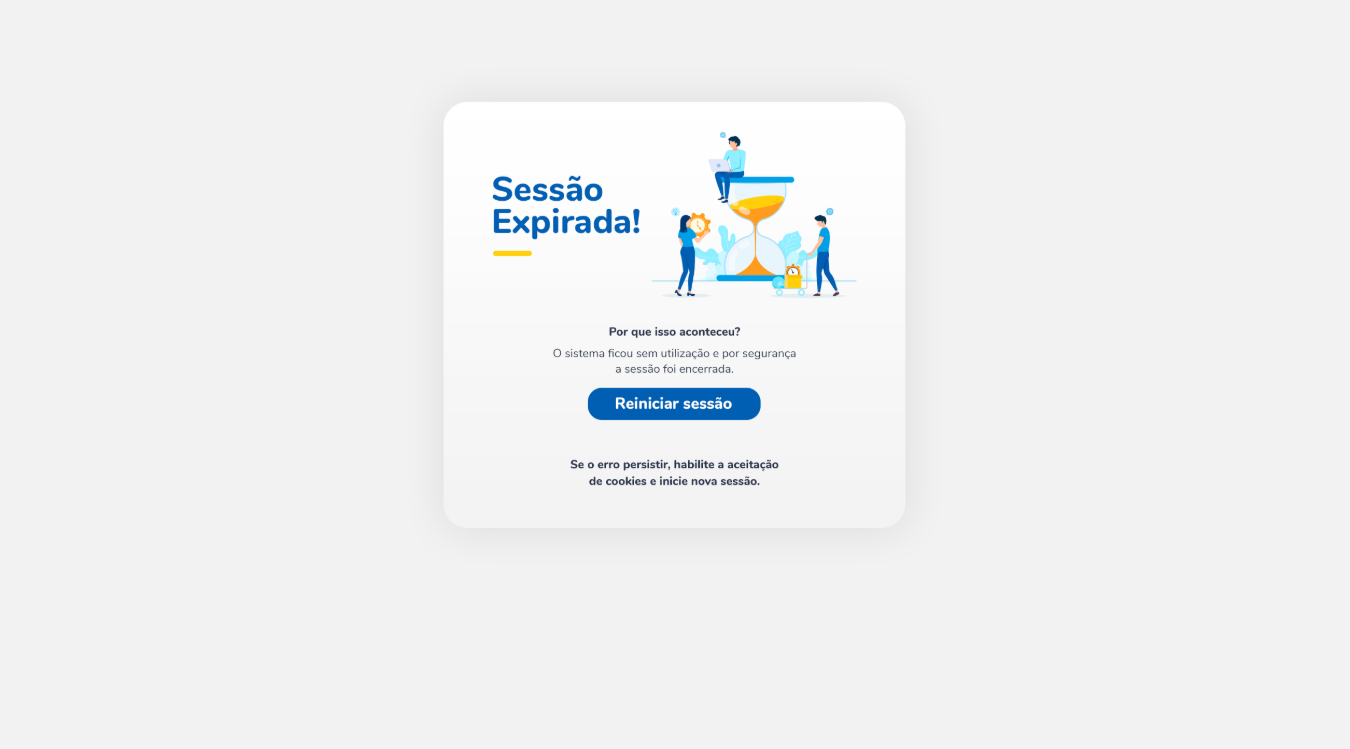 Sessão
Expirada!
Por que isso aconteceu?
O sistema ficou sem utilização e por segurança
a sessão foi encerrada.
Reiniciar sessão
Se o erro persistir, habilite a aceitação
de cookies e inicie nova sessão.